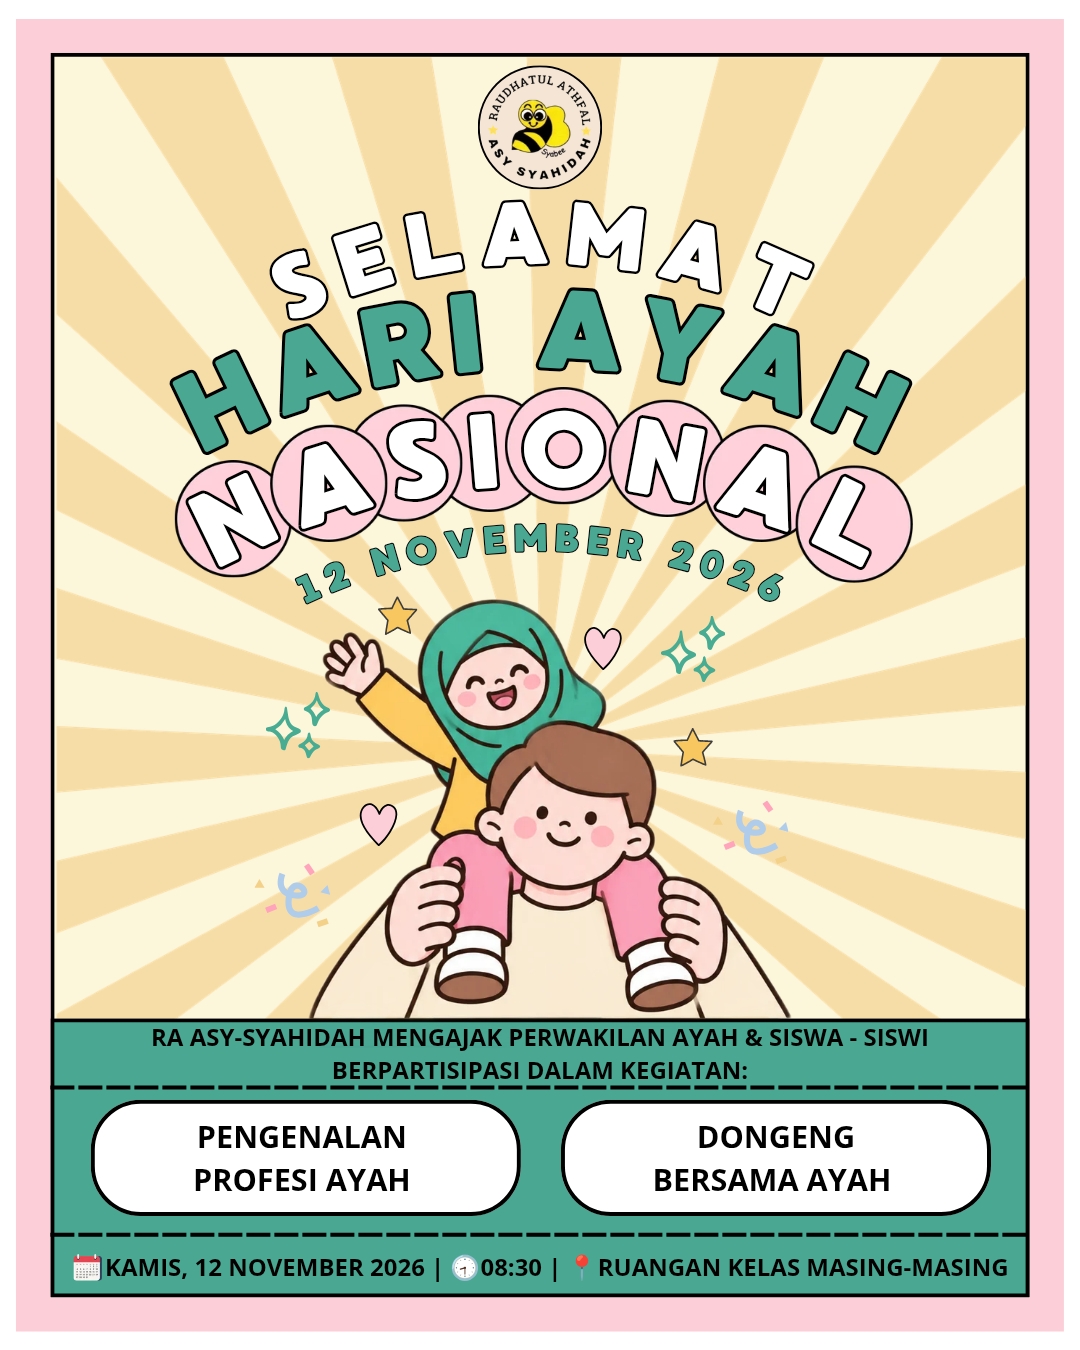 RAUDHATUL ATHFAL
Syabee
ASY SYAHIDAH
SELAMAT
HARI AYAH
NASIONAL
12 NOVEMBER 2026
RA ASY-SYAHIDAH MENGAJAK PERWAKILAN AYAH & SISWA - SISWI
BERPARTISIPASI DALAM KEGIATAN:
PENGENALAN
PROFESI AYAH
DONGENG
BERSAMA AYAH
KAMIS, 12 NOVEMBER 2026 | 08:30 | RUANGAN KELAS MASING-MASING